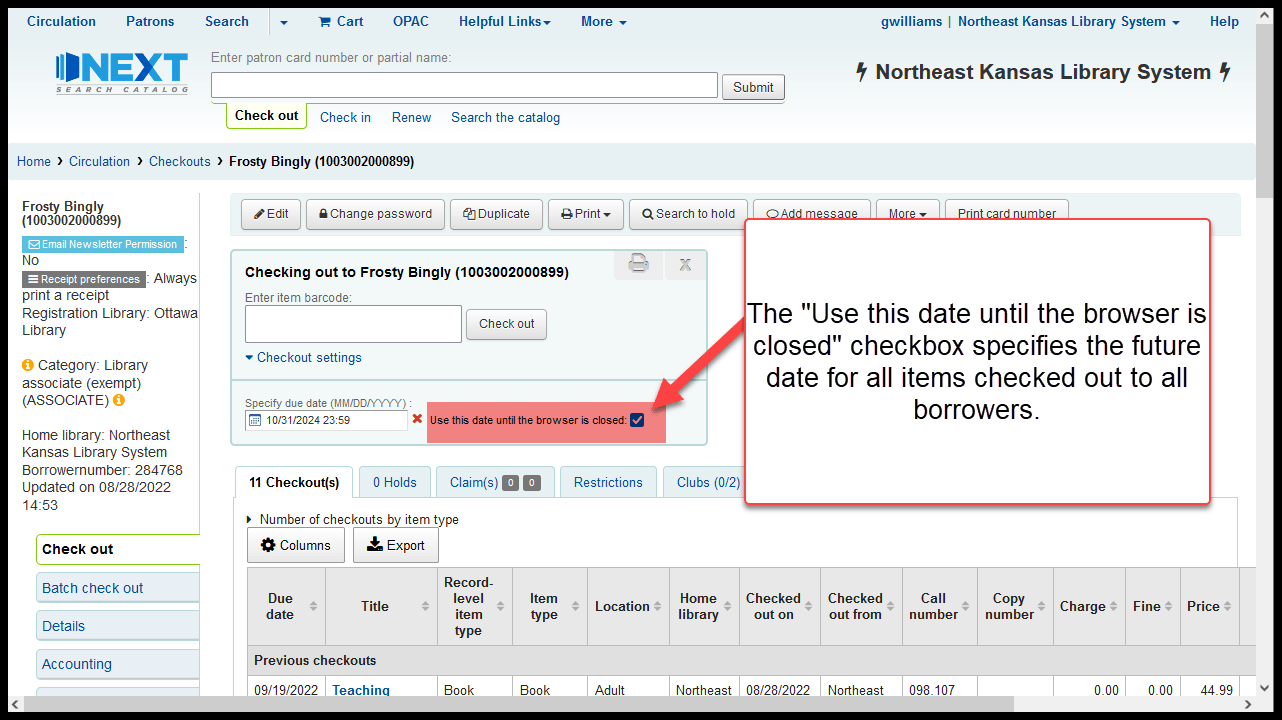 Circulation Patrons Search Cart OPAC Helpful Links More gwilliams | Northeast Kansas Library System Help
NEXT
SEARCH CATALOG
Enter patron card number or partial name:
Submit
Northeast Kansas Library System
Check out Check in Renew Search the catalog
Home › Circulation › Checkouts › Frosty Bingly (1003002000899)
Frosty Bingly
(1003002000899)
Email Newsletter Permission :
No
Receipt preferences : Always
print a receipt
Registration Library: Ottawa
Library
Category: Library
associate (exempt)
(ASSOCIATE)
Home library: Northeast
Kansas Library System
Borrowernumber: 284768
Updated on 08/28/2022
14:53
Check out
Batch check out
Details
Accounting
Edit Change password Duplicate Print Search to hold Add message More Print card number
Checking out to Frosty Bingly (1003002000899)
X
Enter item barcode:
Check out
Checkout settings
Specify due date (MM/DD/YYYY) :
10/31/2024 23:59
Use this date until the browser is closed:
The "Use this date until the browser is
closed" checkbox specifies the future
date for all items checked out to all
borrowers.
11 Checkout(s) 0 Holds Claim(s) 0 0 Restrictions Clubs (0/2)
Number of checkouts by item type
Columns Export
Due
date
Title
Record-
level
item
type
Item
type
Location
Home
library
Checked
out on
Checked
out from
Call
number
Copy
number
Charge
Fine
Price
Previous checkouts
09/19/2022 Teaching Book Book Adult Northeast 08/28/2022 Northeast 098.107 0.00 0.00 44.99